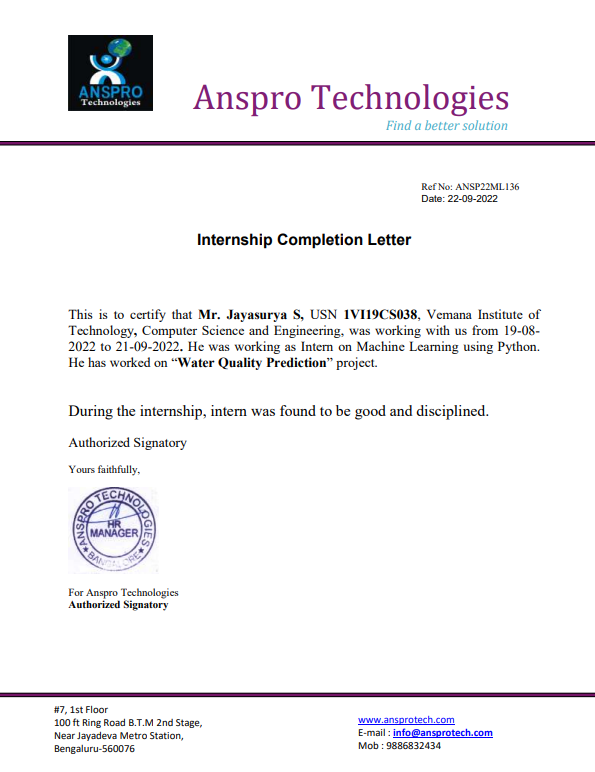 ANSPRO
Technologies
Anspro Technologies
Find a better solution
Ref No: ANSP22ML136
Date: 22-09-2022
Internship Completion Letter
This is to certify that Mr. Jayasurya S, USN 1VI19CS038, Vemana Institute of
Technology, Computer Science and Engineering, was working with us from 19-08-
2022 to 21-09-2022. He was working as Intern on Machine Learning using Python.
He has worked on “Water Quality Prediction” project.
During the internship, intern was found to be good and disciplined.
Authorized Signatory
Yours faithfully,
ANSPRO TECHNOLOGIES
HR
MANAGER
BANGALORE
For Anspro Technologies
Authorized Signatory
#7, 1st Floor
100 ft Ring Road B.T.M 2nd Stage,
Near Jayadeva Metro Station,
Bengaluru-560076
www.ansprotech.com
E-mail : info@ansprotech.com
Mob : 9886832434